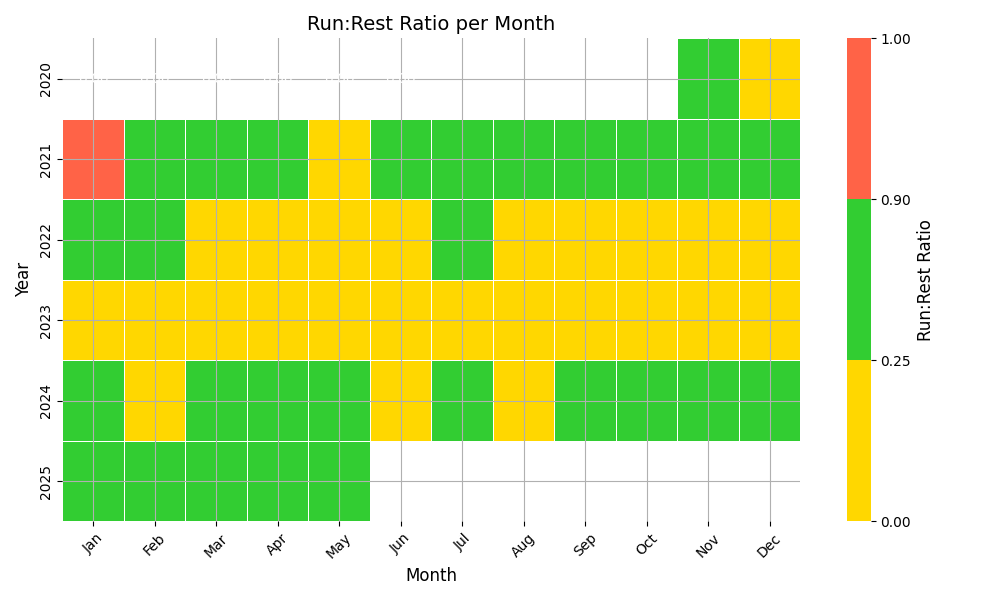 Run:Rest Ratio per Month
1.00
0.90
0.25
0.00
Run:Rest Ratio
Year
2020
2021
2022
2023
2024
2025
Jan Feb Mar Apr May Jun Jul Aug Sep Oct Nov Dec
Month